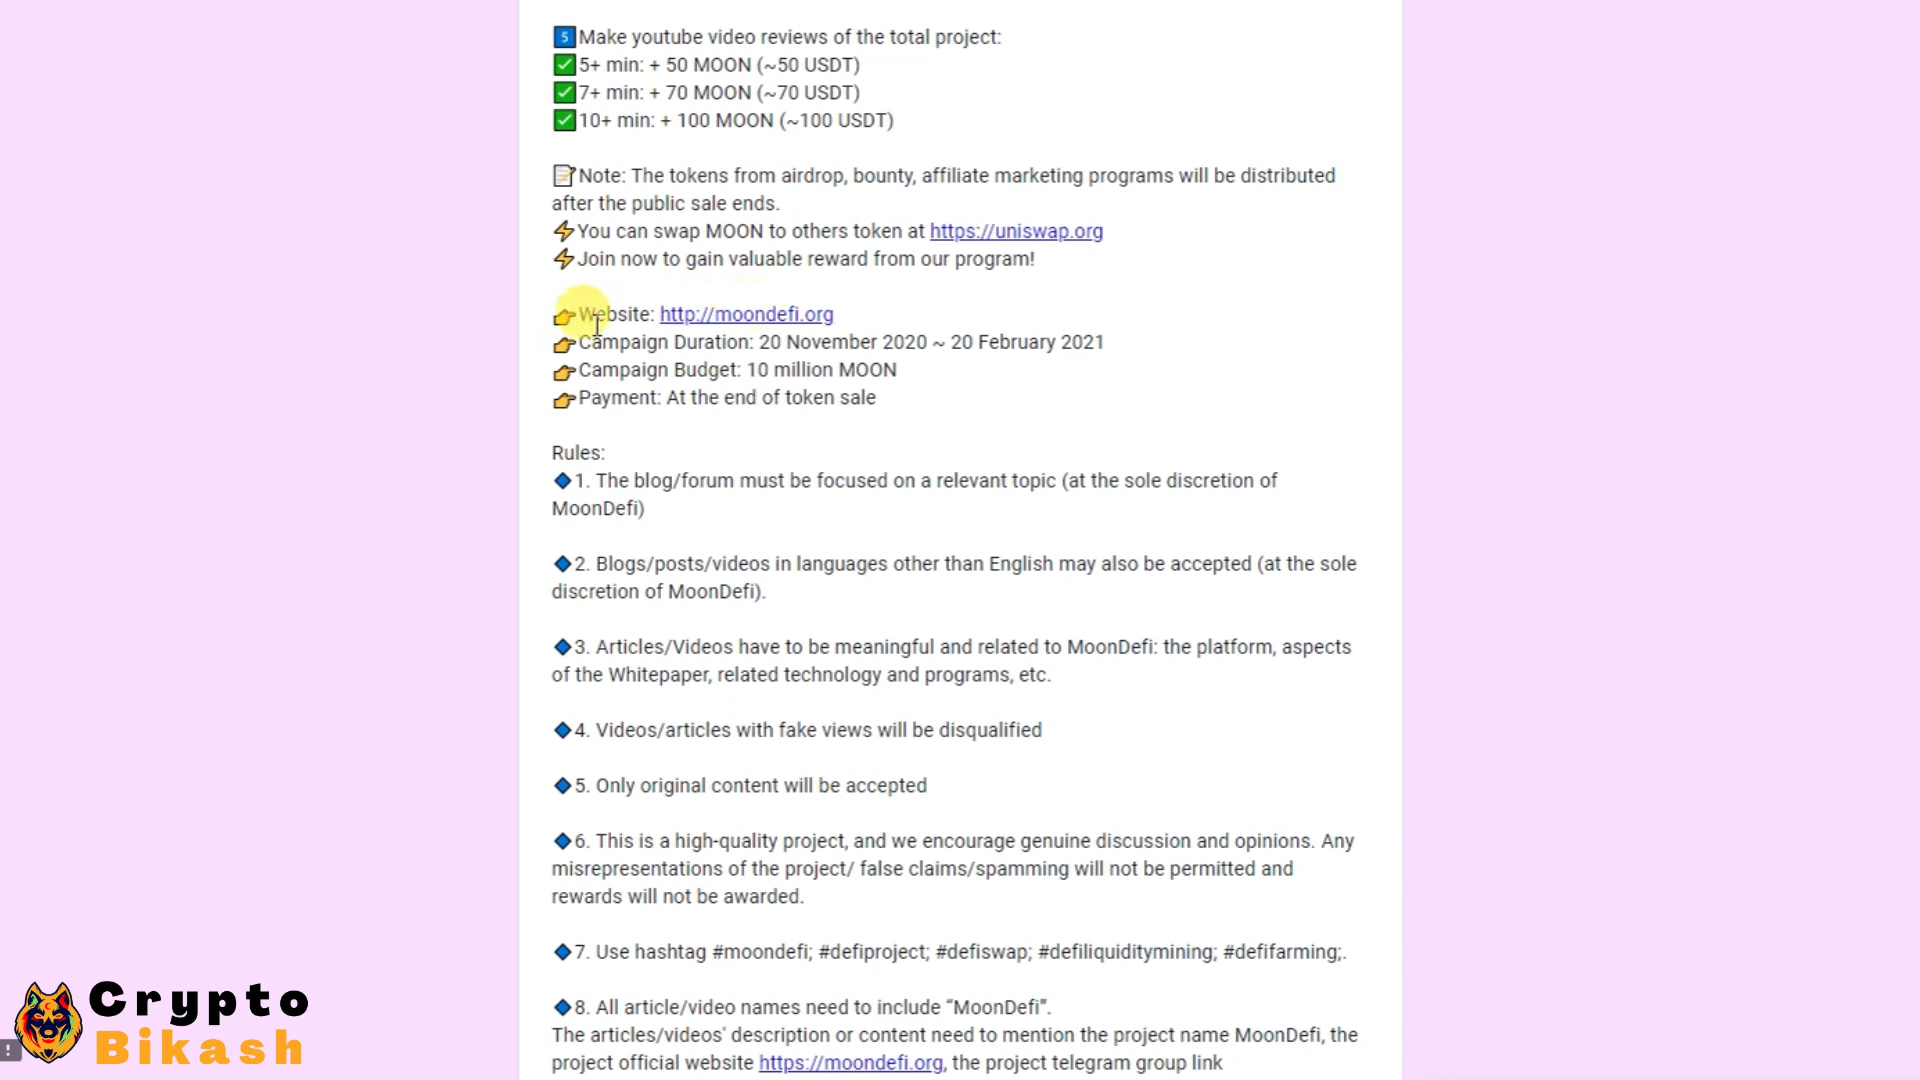 5 Make youtube video reviews of the total project:
✅5+ min: + 50 MOON (~50 USDT)
✅7+ min: + 70 MOON (~70 USDT)
✅10+ min: + 100 MOON (~100 USDT)
📝Note: The tokens from airdrop, bounty, affiliate marketing programs will be distributed
after the public sale ends.
⚡You can swap MOON to others token at https://uniswap.org
⚡Join now to gain valuable reward from our program!
👉Website: http://moondefi.org
👉Campaign Duration: 20 November 2020 ~ 20 February 2021
👉Campaign Budget: 10 million MOON
👉Payment: At the end of token sale
Rules:
🔷1. The blog/forum must be focused on a relevant topic (at the sole discretion of
MoonDefi)
🔷2. Blogs/posts/videos in languages other than English may also be accepted (at the sole
discretion of MoonDefi).
🔷3. Articles/Videos have to be meaningful and related to MoonDefi: the platform, aspects
of the Whitepaper, related technology and programs, etc.
🔷4. Videos/articles with fake views will be disqualified
🔷5. Only original content will be accepted
🔷6. This is a high-quality project, and we encourage genuine discussion and opinions. Any
misrepresentations of the project/ false claims/spamming will not be permitted and
rewards will not be awarded.
🔷7. Use hashtag #moondefi; #defiproject; #defiswap; #defiliquiditymining; #defifarming;.
🔷8. All article/video names need to include “MoonDefi”.
The articles/videos' description or content need to mention the project name MoonDefi, the
project official website https://moondefi.org, the project telegram group link
Crypto
Bikash
!